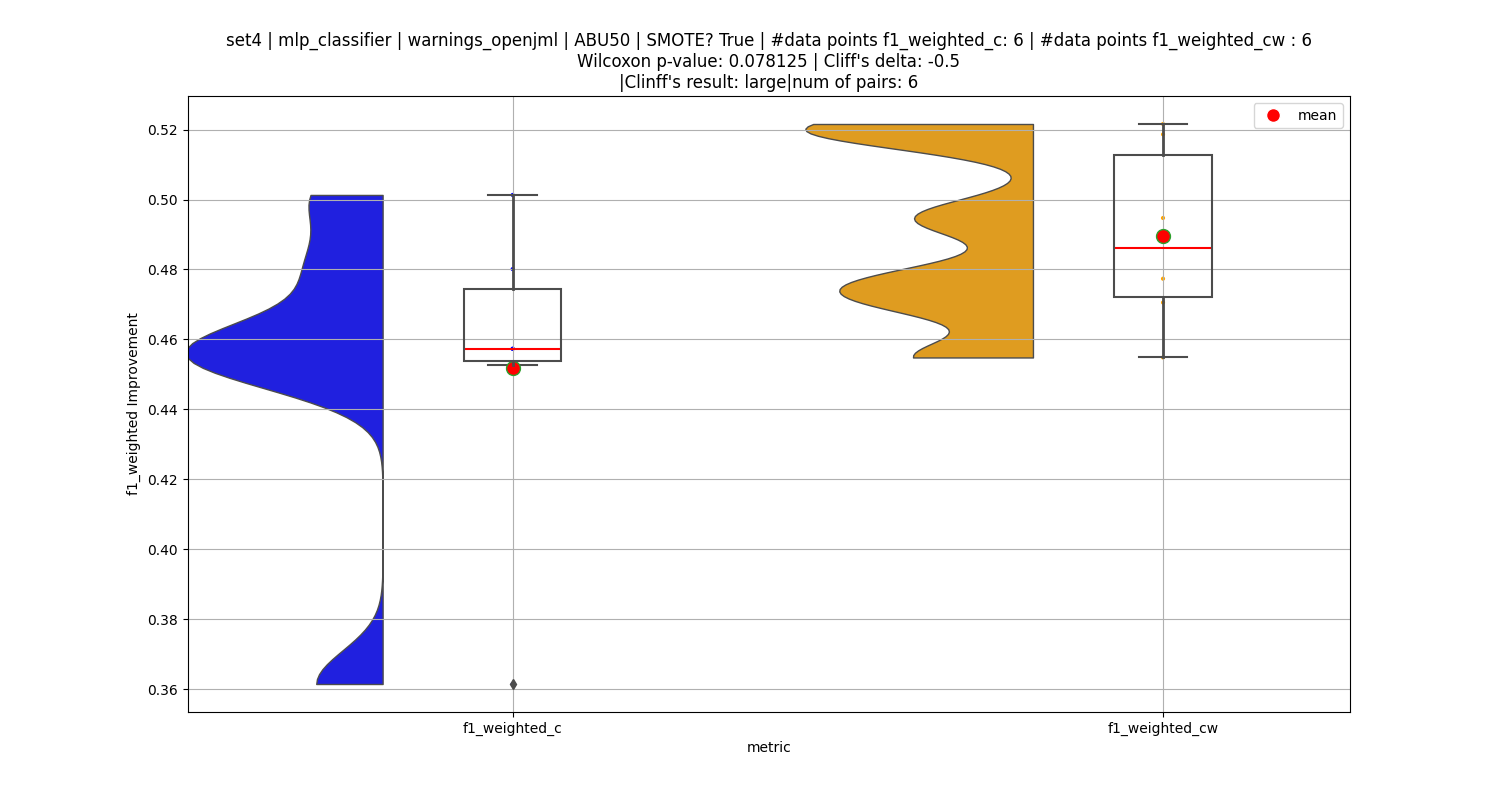 set4 | mlp_classifier | warnings_openjml | ABU50 | SMOTE? True | #data points f1_weighted_c: 6 | #data points f1_weighted_cw : 6
Wilcoxon p-value: 0.078125 | Cliff's delta: -0.5
|Clinff's result: large|num of pairs: 6
mean
0.52
0.50
0.48
0.46
0.44
0.42
0.40
0.38
0.36
f1_weighted Improvement
f1_weighted_c
f1_weighted_cw
metric